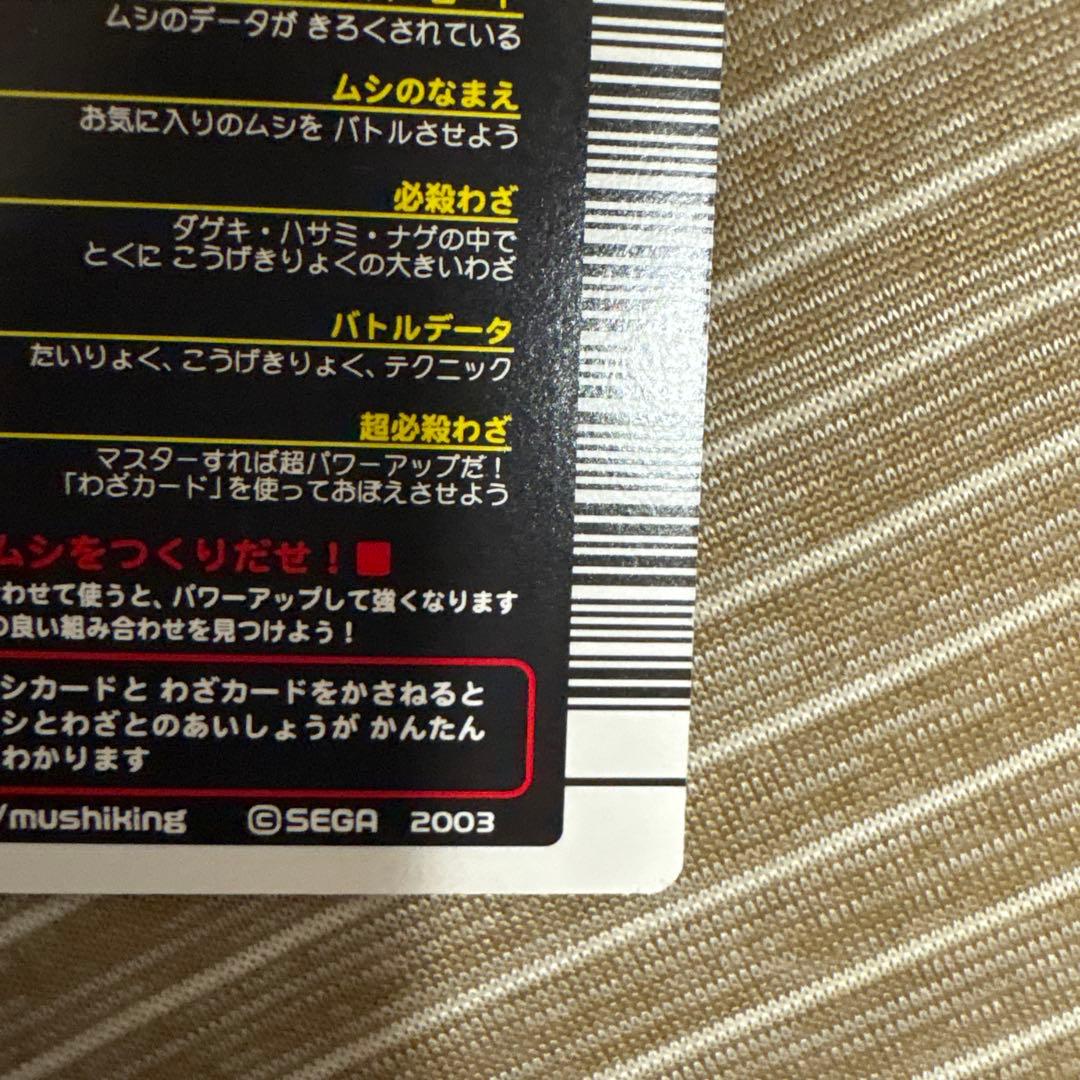 ムシのデータが きろくされている
ムシのなまえ
お気に入りのムシを バトルさせよう
必殺わざ
ダゲキ・ハサミ・ナゲの中で
とくに こうげきりょくの大きいわざ
バトルデータ
たいりょく、こうげきりょく、テクニック
超必殺わざ
マスターすれば超パワーアップだ！
「わざカード」を使っておぼえさせよう
ムシをつくりだせ！■
わせて使うと、パワーアップして強くなります
の良い組み合わせを見つけよう！
シカードと わざカードをかさねると
シとわざとのあいしょうが かんたん
わかります
/mushiking ©SEGA 2003